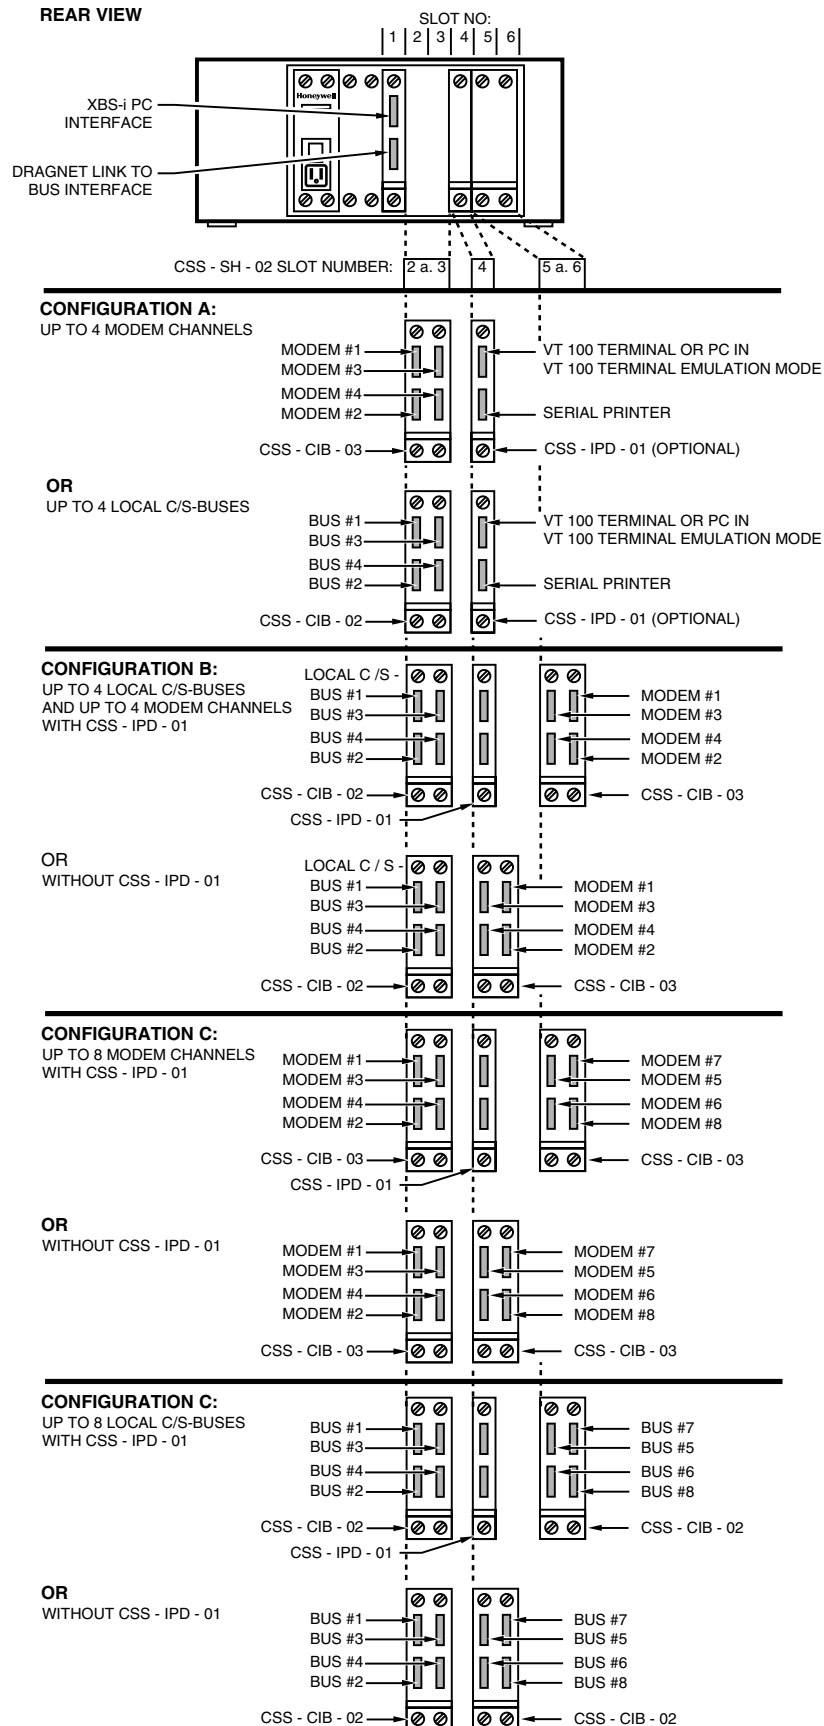 REAR VIEW
SLOT NO:
1 2 3 4 5 6
Honeywell
XBS-i PC
INTERFACE
DRAGNET LINK TO
BUS INTERFACE
CSS - SH - 02 SLOT NUMBER: 2 a. 3 4 5 a. 6
CONFIGURATION A:
UP TO 4 MODEM CHANNELS
MODEM #1
MODEM #3
MODEM #4
MODEM #2
CSS - CIB - 03
VT 100 TERMINAL OR PC IN
VT 100 TERMINAL EMULATION MODE
SERIAL PRINTER
CSS - IPD - 01 (OPTIONAL)
OR
UP TO 4 LOCAL C/S-BUSES
BUS #1
BUS #3
BUS #4
BUS #2
CSS - CIB - 02
VT 100 TERMINAL OR PC IN
VT 100 TERMINAL EMULATION MODE
SERIAL PRINTER
CSS - IPD - 01 (OPTIONAL)
CONFIGURATION B:
UP TO 4 LOCAL C/S-BUSES
AND UP TO 4 MODEM CHANNELS
WITH CSS - IPD - 01
LOCAL C /S -
BUS #1
BUS #3
BUS #4
BUS #2
CSS - CIB - 02
CSS - IPD - 01
MODEM #1
MODEM #3
MODEM #4
MODEM #2
CSS - CIB - 03
OR
WITHOUT CSS - IPD - 01
LOCAL C / S -
BUS #1
BUS #3
BUS #4
BUS #2
CSS - CIB - 02
MODEM #1
MODEM #3
MODEM #4
MODEM #2
CSS - CIB - 03
CONFIGURATION C:
UP TO 8 MODEM CHANNELS
WITH CSS - IPD - 01
MODEM #1
MODEM #3
MODEM #4
MODEM #2
CSS - CIB - 03
CSS - IPD - 01
MODEM #7
MODEM #5
MODEM #6
MODEM #8
CSS - CIB - 03
OR
WITHOUT CSS - IPD - 01
MODEM #1
MODEM #3
MODEM #4
MODEM #2
CSS - CIB - 03
MODEM #7
MODEM #5
MODEM #6
MODEM #8
CSS - CIB - 03
CONFIGURATION C:
UP TO 8 LOCAL C/S-BUSES
WITH CSS - IPD - 01
BUS #1
BUS #3
BUS #4
BUS #2
CSS - CIB - 02
CSS - IPD - 01
BUS #7
BUS #5
BUS #6
BUS #8
CSS - CIB - 02
OR
WITHOUT CSS - IPD - 01
BUS #1
BUS #3
BUS #4
BUS #2
CSS - CIB - 02
BUS #7
BUS #5
BUS #6
BUS #8
CSS - CIB - 02